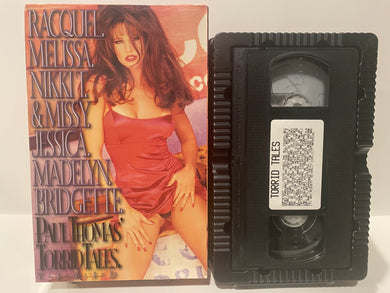 RACQUEL.
MELISSA.
NIKKI T.
& MISSY.
JESSICA.
MADELYN.
BRIDGETTE.
PAUL THOMAS'
TORRID TALES.
TORRID TALES